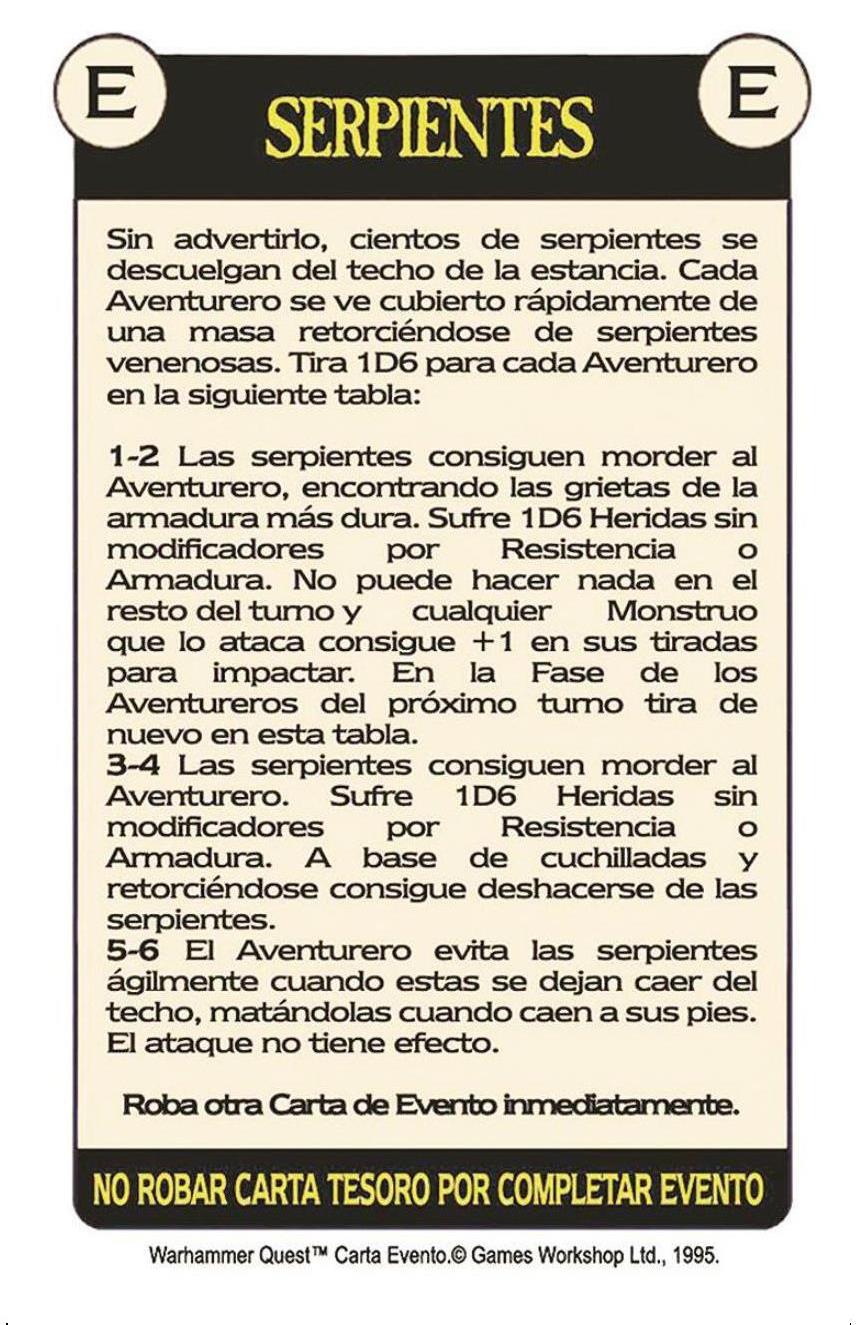 E
E
SERPIENTES
Sin advertirlo, cientos de serpientes se
descuelgan del techo de la estancia. Cada
Aventurero se ve cubierto rápidamente de
una masa retorciéndose de serpientes
venenosas. Tira 1D6 para cada Aventurero
en la siguiente tabla:
1-2 Las serpientes consiguen morder al
Aventurero, encontrando las grietas de la
armadura más dura. Sufre 1D6 Heridas sin
modificadores por Resistencia o
Armadura. No puede hacer nada en el
resto del turno y cualquier Monstruo
que lo ataca consigue +1 en sus tiradas
para impactar. En la Fase de los
Aventureros del próximo turno tira de
nuevo en esta tabla.
3-4 Las serpientes consiguen morder al
Aventurero. Sufre 1D6 Heridas sin
modificadores por Resistencia o
Armadura. A base de cuchilladas y
retorciéndose consigue deshacerse de las
serpientes.
5-6 El Aventurero evita las serpientes
ágilmente cuando estas se dejan caer del
techo, matándolas cuando caen a sus pies.
El ataque no tiene efecto.
Roba otra Carta de Evento inmediatamente.
NO ROBAR CARTA TESORO POR COMPLETAR EVENTO
Warhammer Quest™ Carta Evento.© Games Workshop Ltd., 1995.